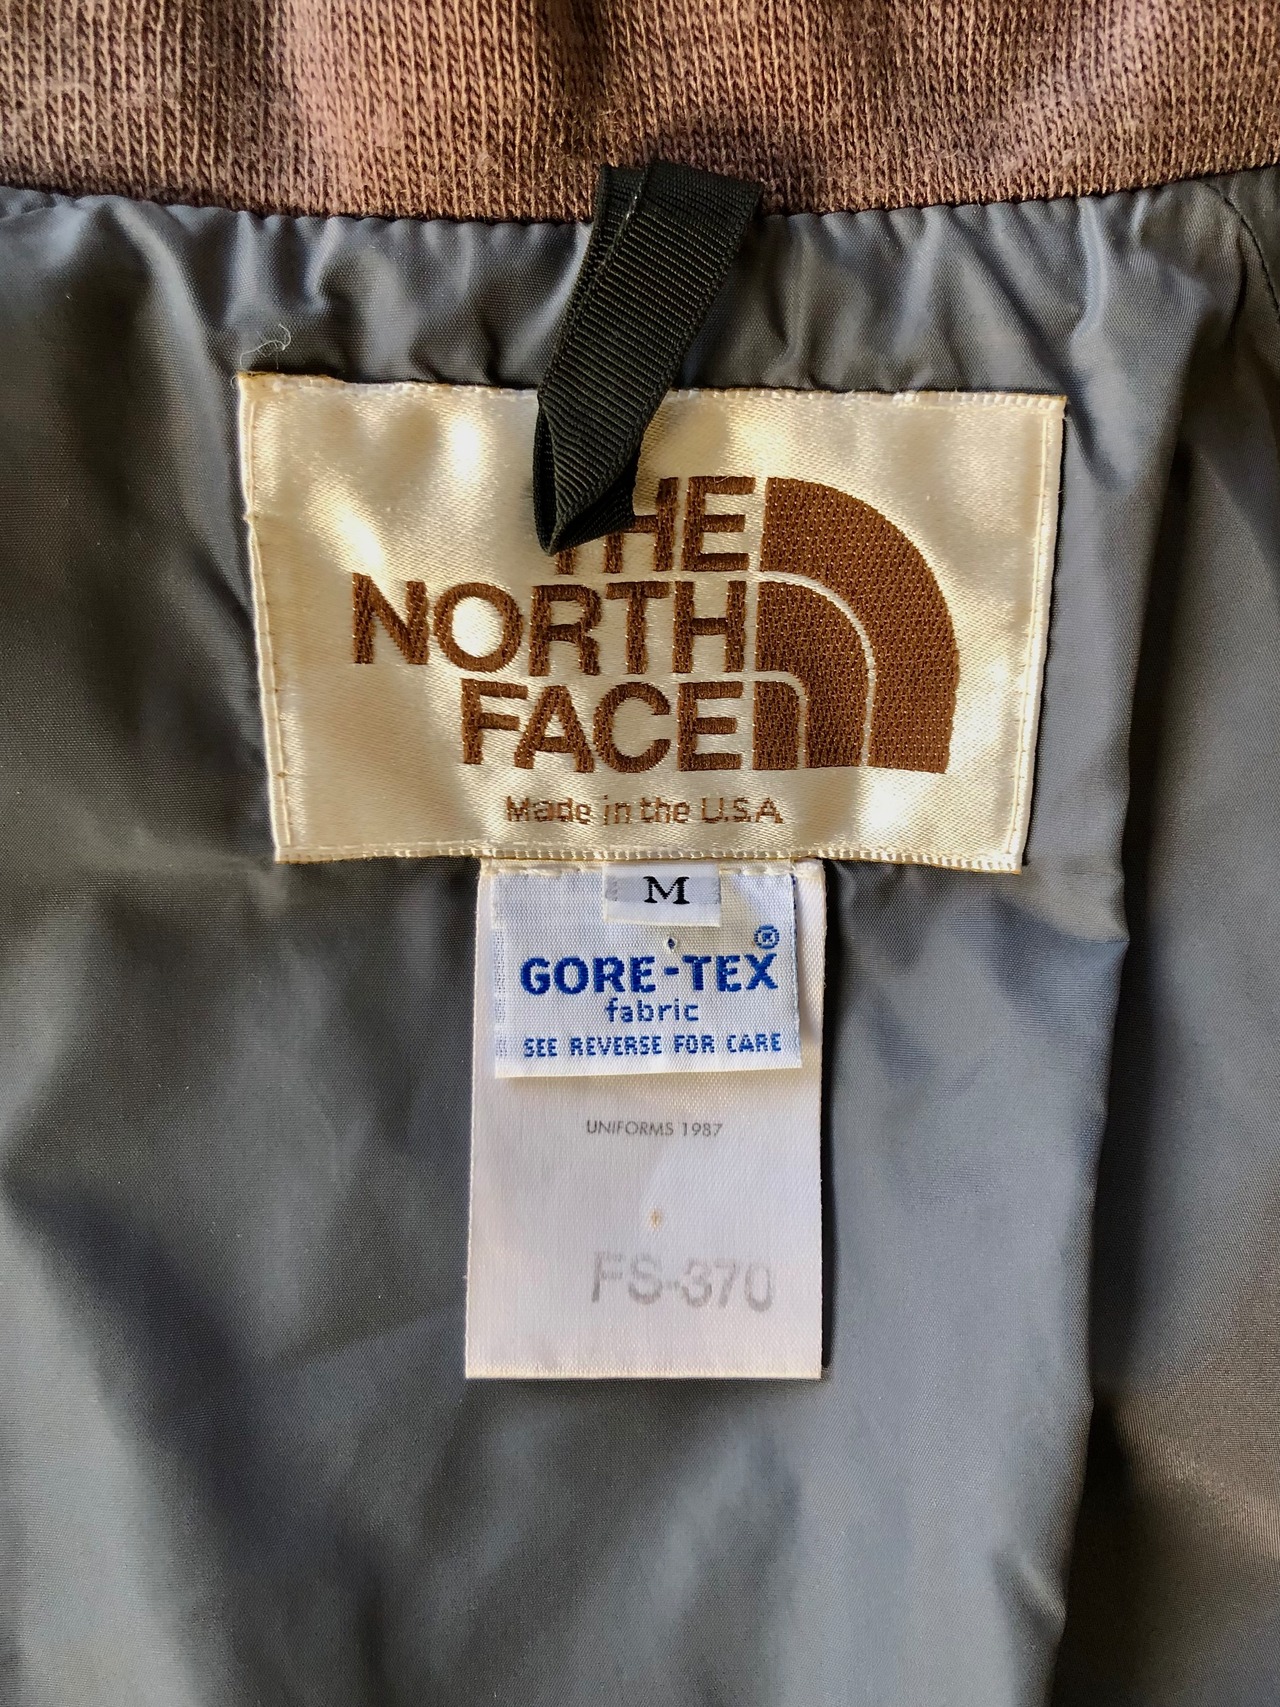 THE
NORTH
FACE
Made in the U.S.A.
M
GORE-TEX®
fabric
SEE REVERSE FOR CARE
UNIFORMS 1987
FS-370